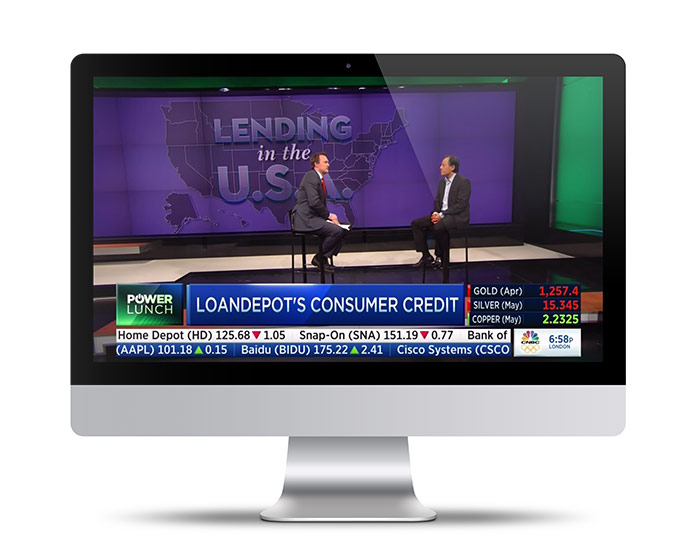 LENDING
in the
U.S.A.
POWER
LUNCH
LOANDEPOT'S CONSUMER CREDIT
GOLD (Apr) 1,257.4
SILVER (May) 15.345
COPPER (May) 2.2325
Home Depot (HD) 125.68 ▼ 1.05 Snap-On (SNA) 151.19 ▼ 0.77 Bank of
(AAPL) 101.18 ▲ 0.15 Baidu (BIDU) 175.22 ▲ 2.41 Cisco Systems (CSCO
CNBC
6:58P
LONDON